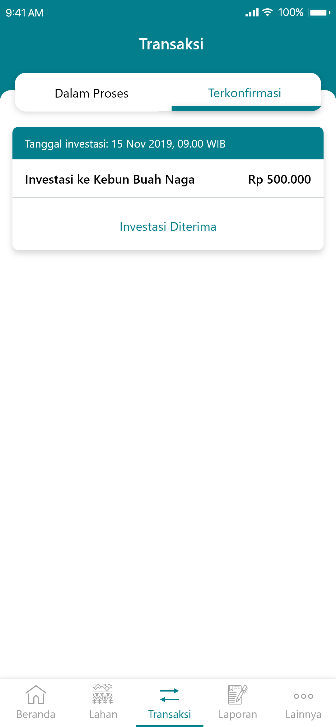 9:41 AM 100%
Transaksi
Dalam Proses Terkonfirmasi
Tanggal investasi: 15 Nov 2019, 09.00 WIB
Investasi ke Kebun Buah Naga Rp 500.000
Investasi Diterima
Beranda Lahan Transaksi Laporan Lainnya